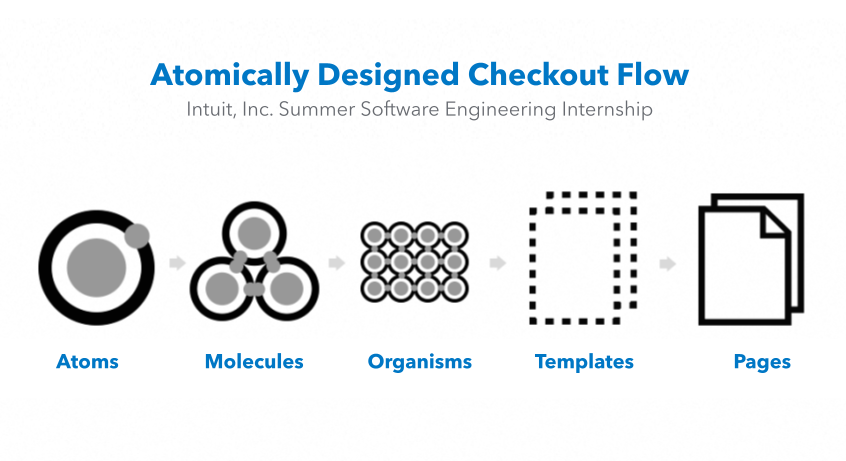 Atomically Designed Checkout Flow
Intuit, Inc. Summer Software Engineering Internship
Atoms
Molecules
Organisms
Templates
Pages